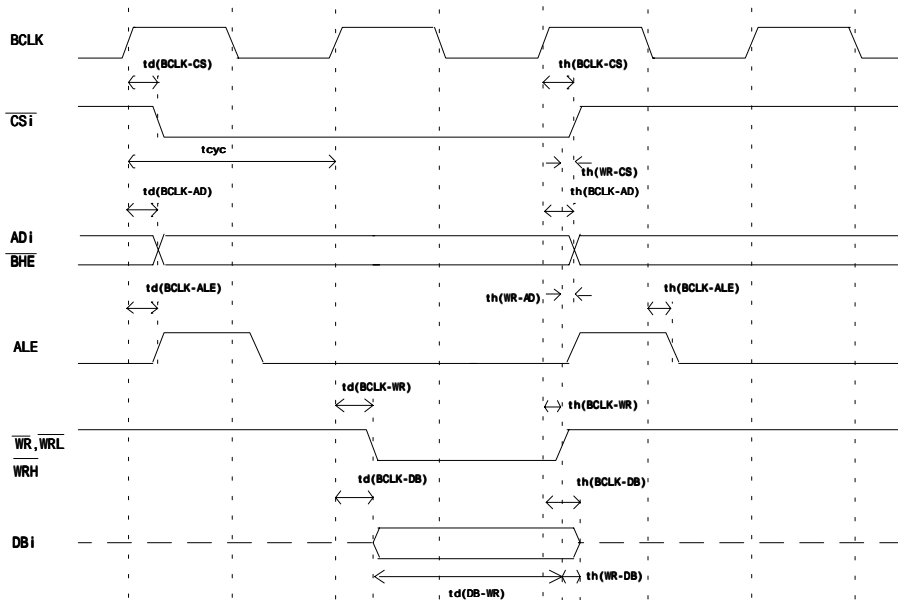 BCLK
td(BCLK-CS)
th(BCLK-CS)
CSi
tcyc
th(WR-CS)
td(BCLK-AD)
th(BCLK-AD)
ADi
BHE
td(BCLK-ALE)
th(WR-AD)
th(BCLK-ALE)
ALE
td(BCLK-WR)
th(BCLK-WR)
WR,WRL
WRH
td(BCLK-DB)
th(BCLK-DB)
DBi
th(WR-DB)
td(DB-WR)